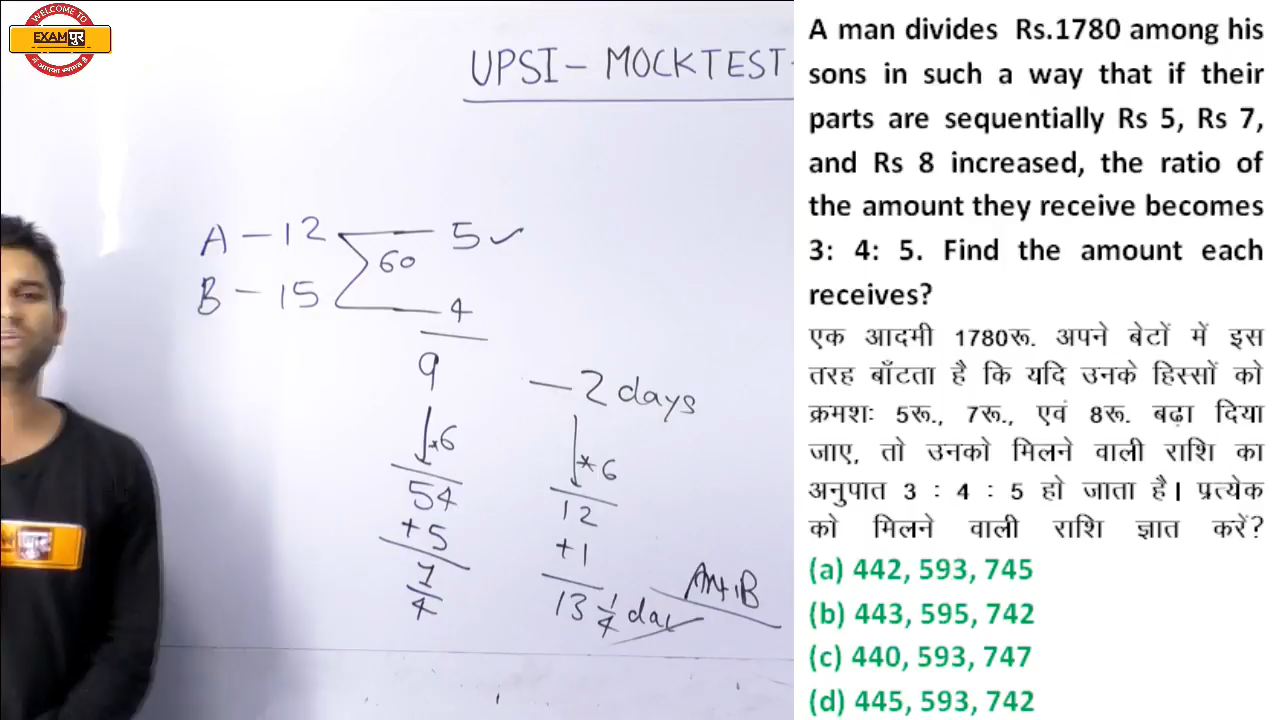 WELCOME TO
EXAMपुर
UPSI- MOCKTEST-
A - 12
5
60
B - 15
4
9
- 2 days
*6
*6
54
12
+5
+1
1/4
13 1/4
A+B
A man divides Rs.1780 among his
sons in such a way that if their
parts are sequentially Rs 5, Rs 7,
and Rs 8 increased, the ratio of
the amount they receive becomes
3: 4: 5. Find the amount each
receives?
एक आदमी 1780रू. अपने बेटों में इस
तरह बाँटता है कि यदि उनके हिस्सों को
क्रमशः 5रू., 7रू., एवं 8रू. बढ़ा दिया
जाए, तो उनको मिलने वाली राशि का
अनुपात 3 : 4 : 5 हो जाता है। प्रत्येक
को मिलने वाली राशि ज्ञात करें?
(a) 442, 593, 745
(b) 443, 595, 742
(c) 440, 593, 747
(d) 445, 593, 742